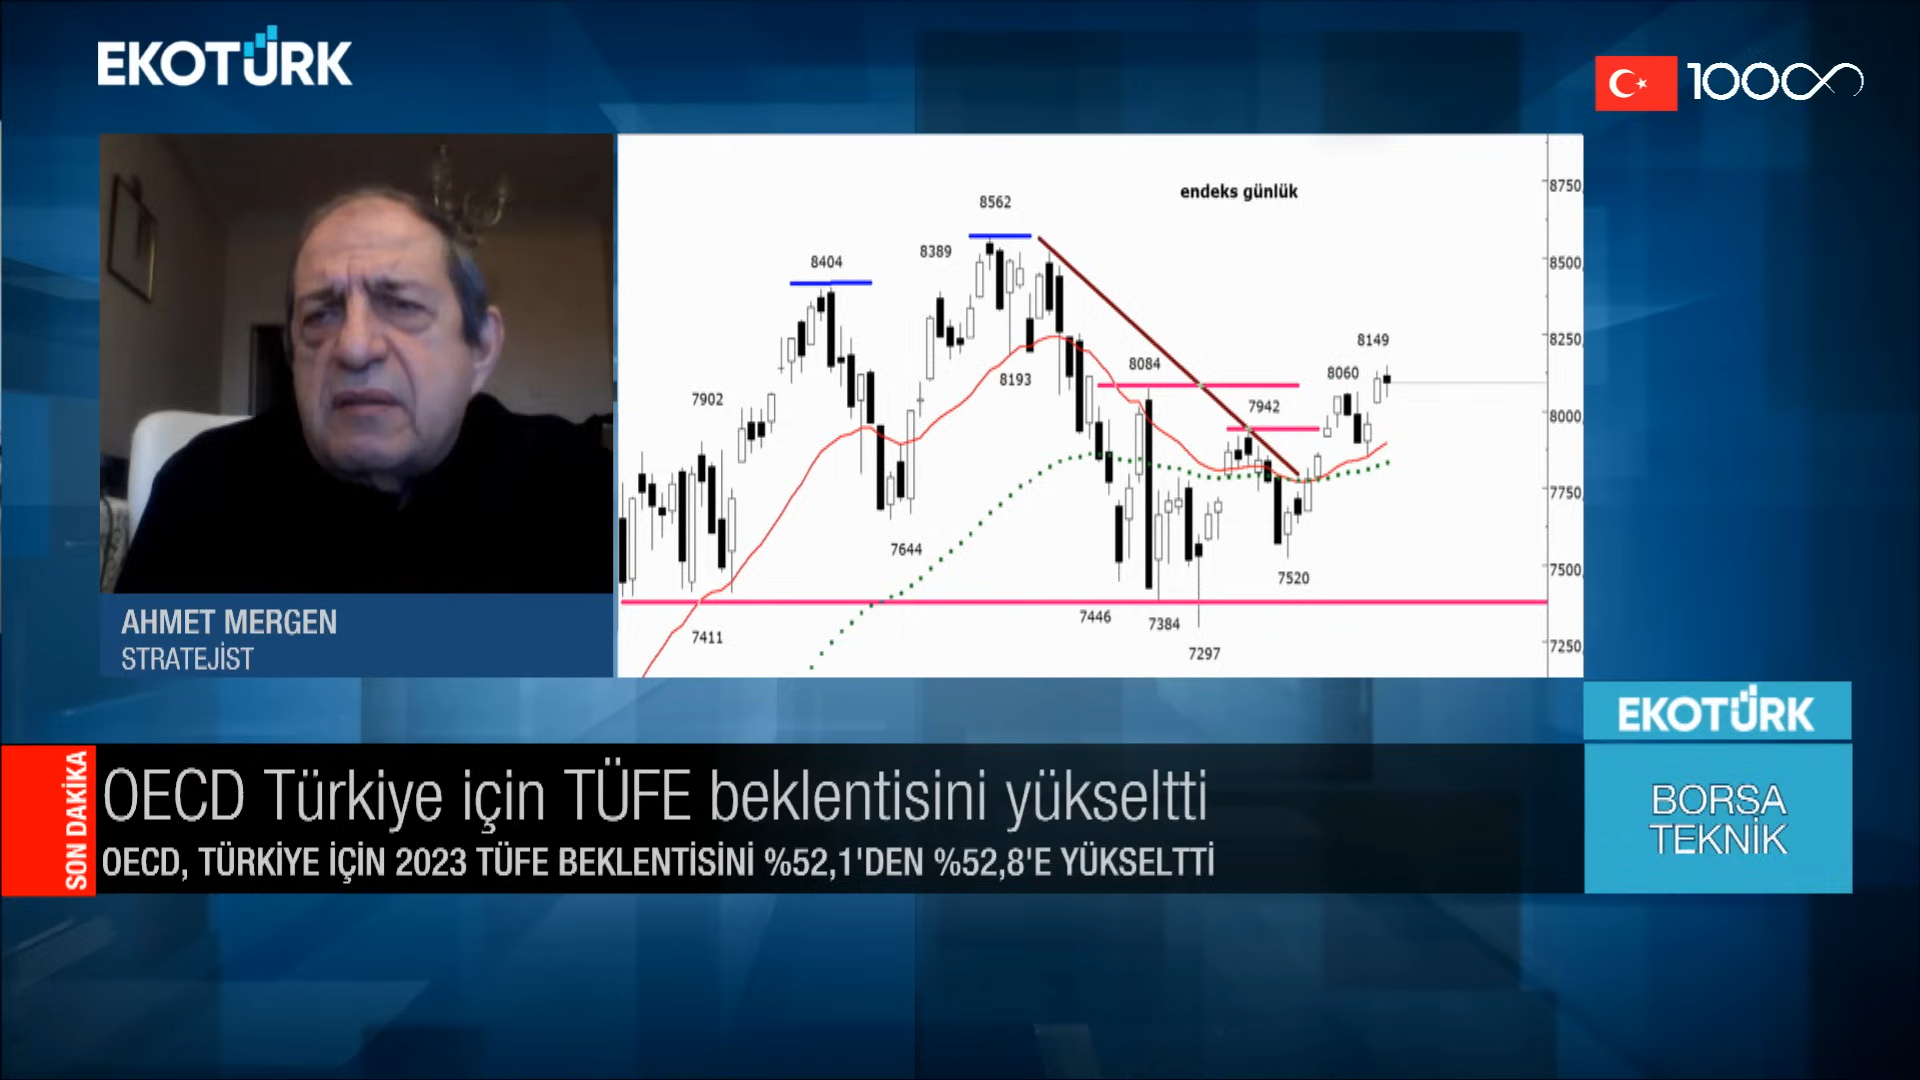 EKOTÜRK
100
endeks günlük
8562
8389
8404
8193
8084
8149
8060
7942
7902
7644
7411
7446
7384
7297
7520
8750
8500
8250
8000
7750
7500
7250
AHMET MERGEN
STRATEJİST
EKOTÜRK
BORSA
TEKNİK
SON DAKİKA
OECD Türkiye için TÜFE beklentisini yükseltti
OECD, TÜRKİYE İÇİN 2023 TÜFE BEKLENTİSİNİ %52,1'DEN %52,8'E YÜKSELTTİ